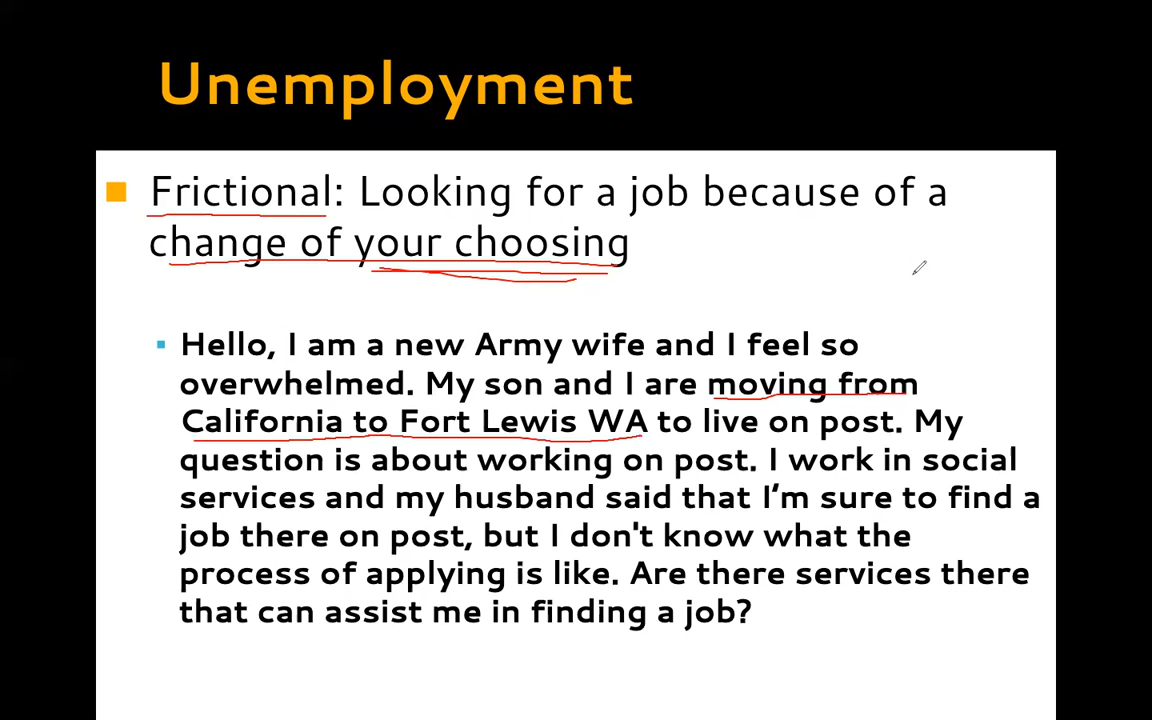 Unemployment
Frictional: Looking for a job because of a
change of your choosing
Hello, I am a new Army wife and I feel so
overwhelmed. My son and I are moving from
California to Fort Lewis WA to live on post. My
question is about working on post. I work in social
services and my husband said that I’m sure to find a
job there on post, but I don't know what the
process of applying is like. Are there services there
that can assist me in finding a job?